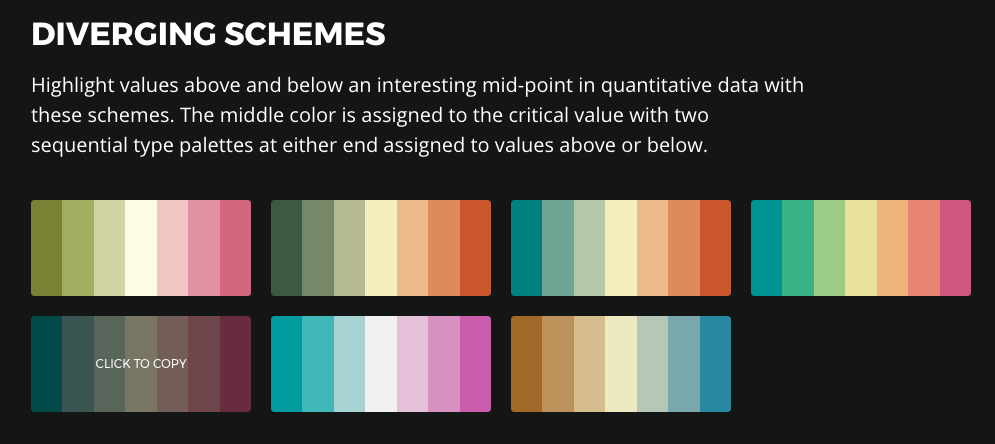 DIVERGING SCHEMES
Highlight values above and below an interesting mid-point in quantitative data with
these schemes. The middle color is assigned to the critical value with two
sequential type palettes at either end assigned to values above or below.
CLICK TO COPY